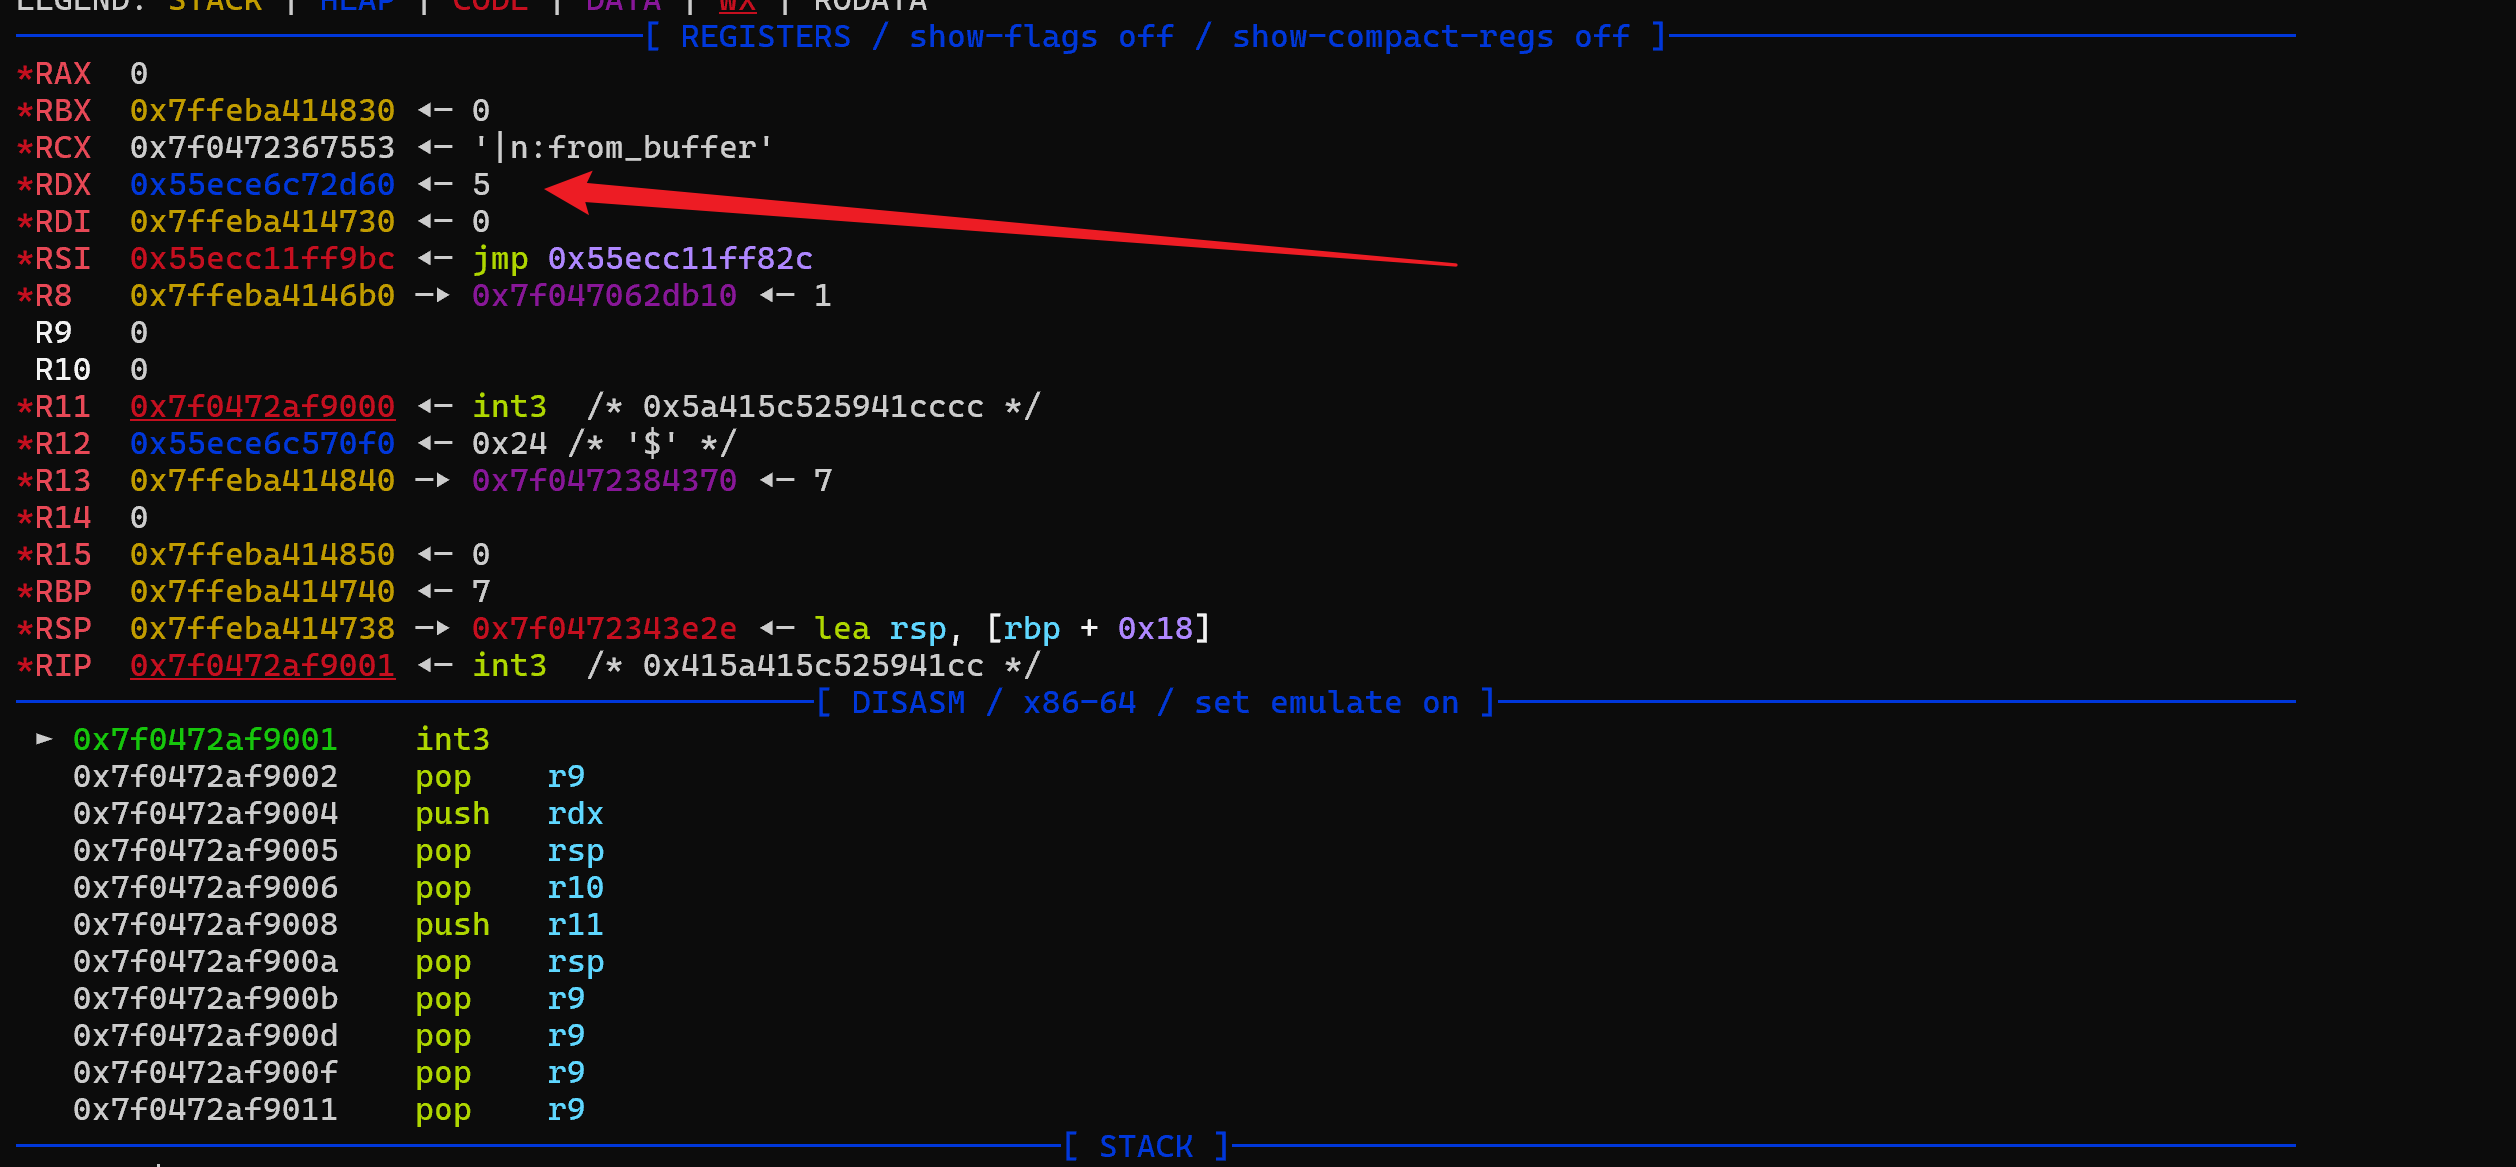 LEGEND: STACK | HEAP | CODE | DATA | WX | RODATA
[ REGISTERS / show-flags off / show-compact-regs off ]
*RAX 0
*RBX 0x7ffeba414830 ◂— 0
*RCX 0x7f0472367553 ◂— '|n:from_buffer'
*RDX 0x55ece6c72d60 ◂— 5
*RDI 0x7ffeba414730 ◂— 0
*RSI 0x55ecc11ff9bc ◂— jmp 0x55ecc11ff82c
*R8 0x7ffeba4146b0 —▸ 0x7f047062db10 ◂— 1
R9 0
R10 0
*R11 0x7f0472af9000 ◂— int3 /* 0x5a415c525941cccc */
*R12 0x55ece6c570f0 ◂— 0x24 /* '$' */
*R13 0x7ffeba414840 —▸ 0x7f0472384370 ◂— 7
*R14 0
*R15 0x7ffeba414850 ◂— 0
*RBP 0x7ffeba414740 ◂— 7
*RSP 0x7ffeba414738 —▸ 0x7f0472343e2e ◂— lea rsp, [rbp + 0x18]
*RIP 0x7f0472af9001 ◂— int3 /* 0x415a415c525941cc */
[ DISASM / x86-64 / set emulate on ]
► 0x7f0472af9001 int3
0x7f0472af9002 pop r9
0x7f0472af9004 push rdx
0x7f0472af9005 pop rsp
0x7f0472af9006 pop r10
0x7f0472af9008 push r11
0x7f0472af900a pop rsp
0x7f0472af900b pop r9
0x7f0472af900d pop r9
0x7f0472af900f pop r9
0x7f0472af9011 pop r9
[ STACK ]